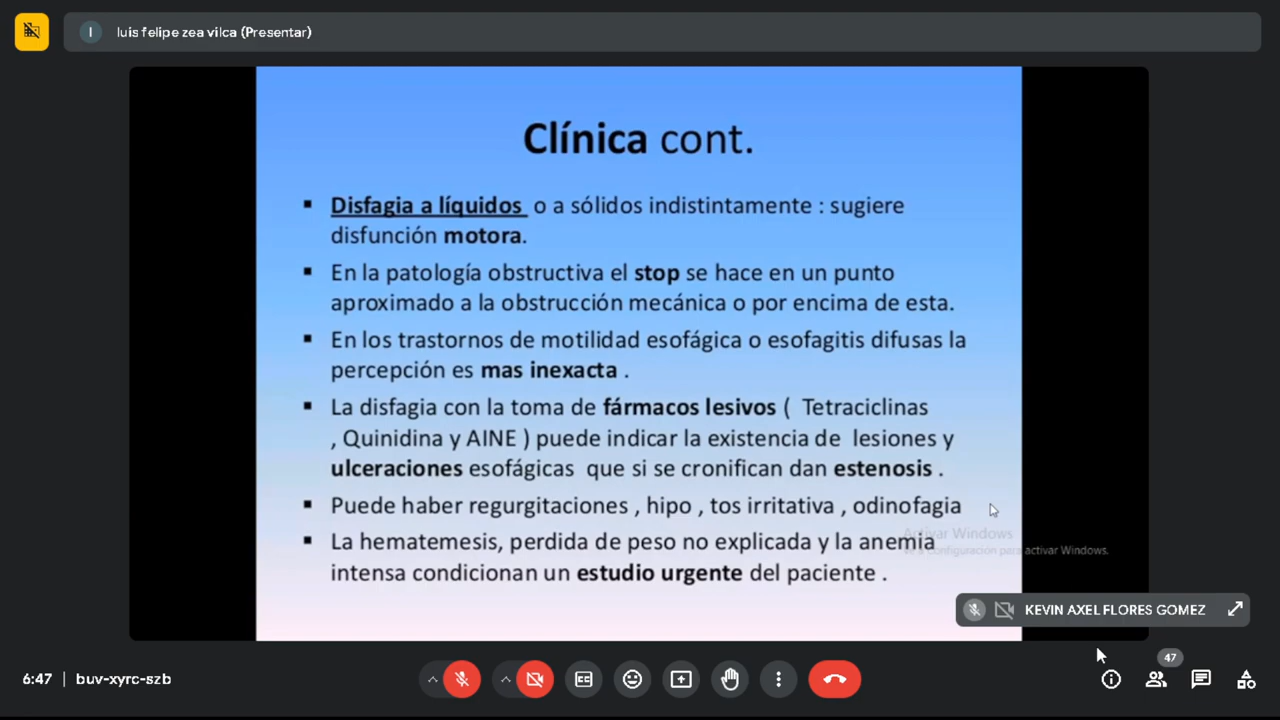 I luis felipe zea vilca (Presentar)
Clínica cont.
▪ Disfagia a líquidos o a sólidos indistintamente : sugiere
disfunción motora.
▪ En la patología obstructiva el stop se hace en un punto
aproximado a la obstrucción mecánica o por encima de esta.
▪ En los trastornos de motilidad esofágica o esofagitis difusas la
percepción es mas inexacta .
▪ La disfagia con la toma de fármacos lesivos ( Tetraciclinas
, Quinidina y AINE ) puede indicar la existencia de lesiones y
ulceraciones esofágicas que si se cronifican dan estenosis .
▪ Puede haber regurgitaciones , hipo , tos irritativa , odinofagia
▪ La hematemesis, perdida de peso no explicada y la anemia
intensa condicionan un estudio urgente del paciente .
Activar Windows
Ve a Configuración para activar Windows.
KEVIN AXEL FLORES GOMEZ
6:47 | buv-xyrc-szb
47